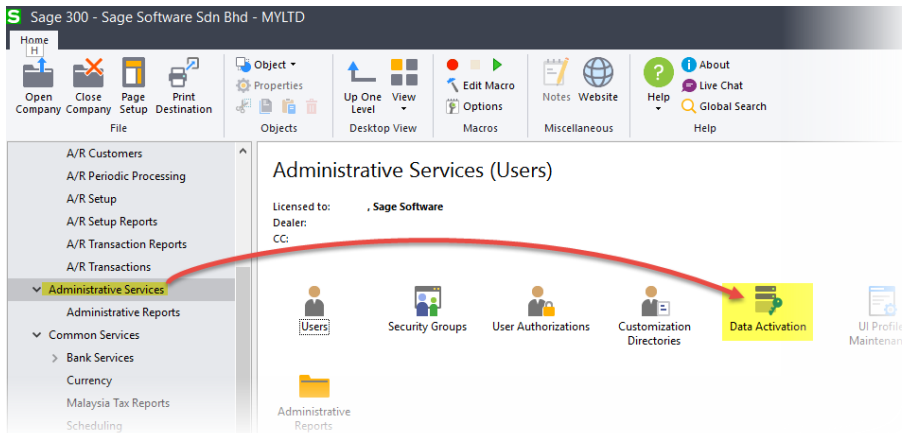 S Sage 300 - Sage Software Sdn Bhd - MYLTD
Home
H
Open Company
Close Company
Page Setup
Print Destination
File
Object
Properties
Objects
Up One Level
View
Desktop View
Edit Macro
Options
Macros
Notes
Website
Miscellaneous
?
Help
i About
Live Chat
Global Search
Help
A/R Customers
A/R Periodic Processing
A/R Setup
A/R Setup Reports
A/R Transaction Reports
A/R Transactions
Administrative Services
Administrative Reports
Common Services
Bank Services
Currency
Malaysia Tax Reports
Scheduling
Administrative Services (Users)
Licensed to: , Sage Software
Dealer:
CC:
Users
Security Groups
User Authorizations
Customization
Directories
Data Activation
UI Profile
Maintenan
Administrative
Reports